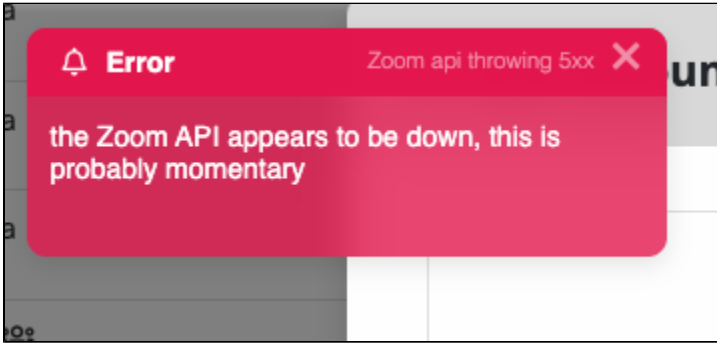 Error
Zoom api throwing 5xx
the Zoom API appears to be down, this is
probably momentary